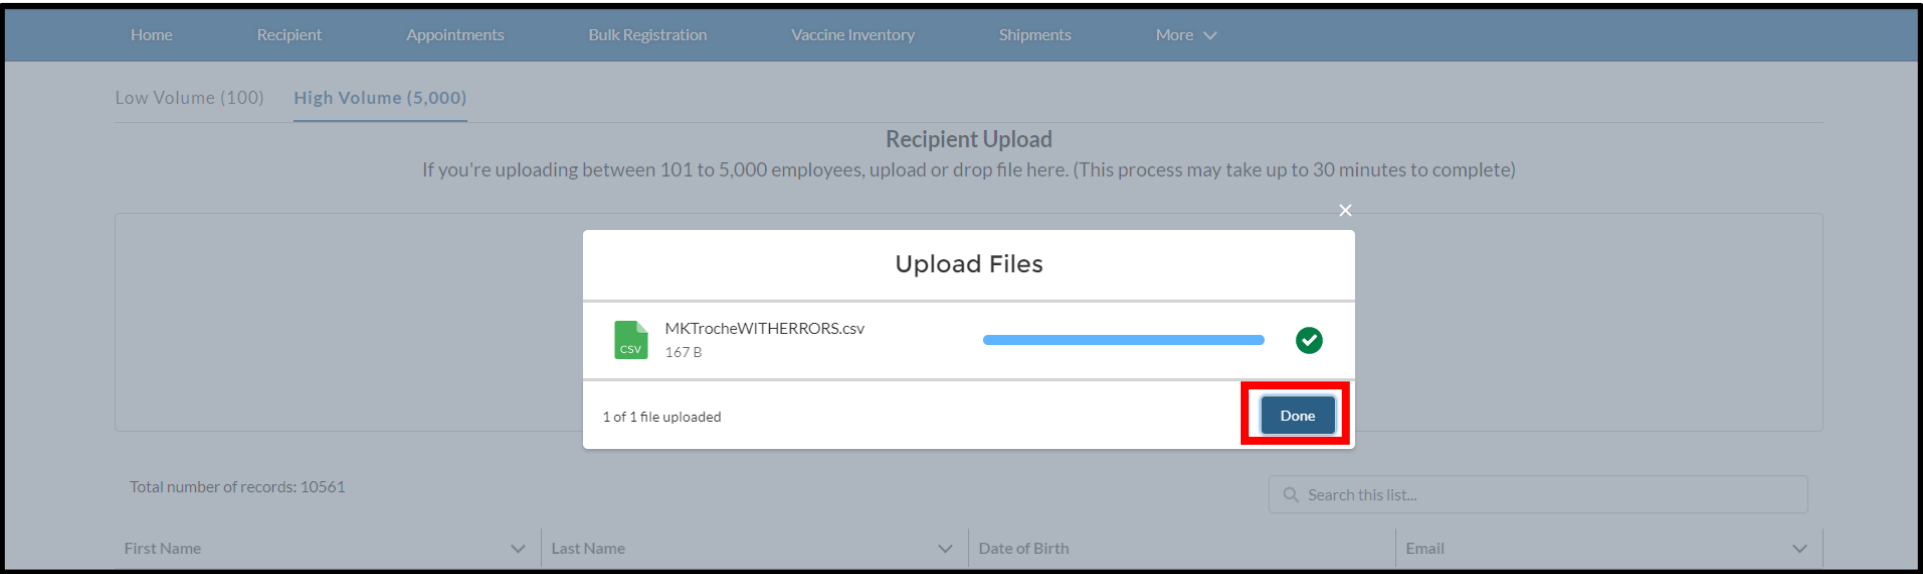 Home Recipient Appointments Bulk Registration Vaccine Inventory Shipments More
Low Volume (100) High Volume (5,000)
Recipient Upload
If you're uploading between 101 to 5,000 employees, upload or drop file here. (This process may take up to 30 minutes to complete)
Upload Files
CSV
MKTrocheWITHERRORS.csv
167 B
1 of 1 file uploaded
Done
Total number of records: 10561
Search this list...
First Name Last Name Date of Birth Email